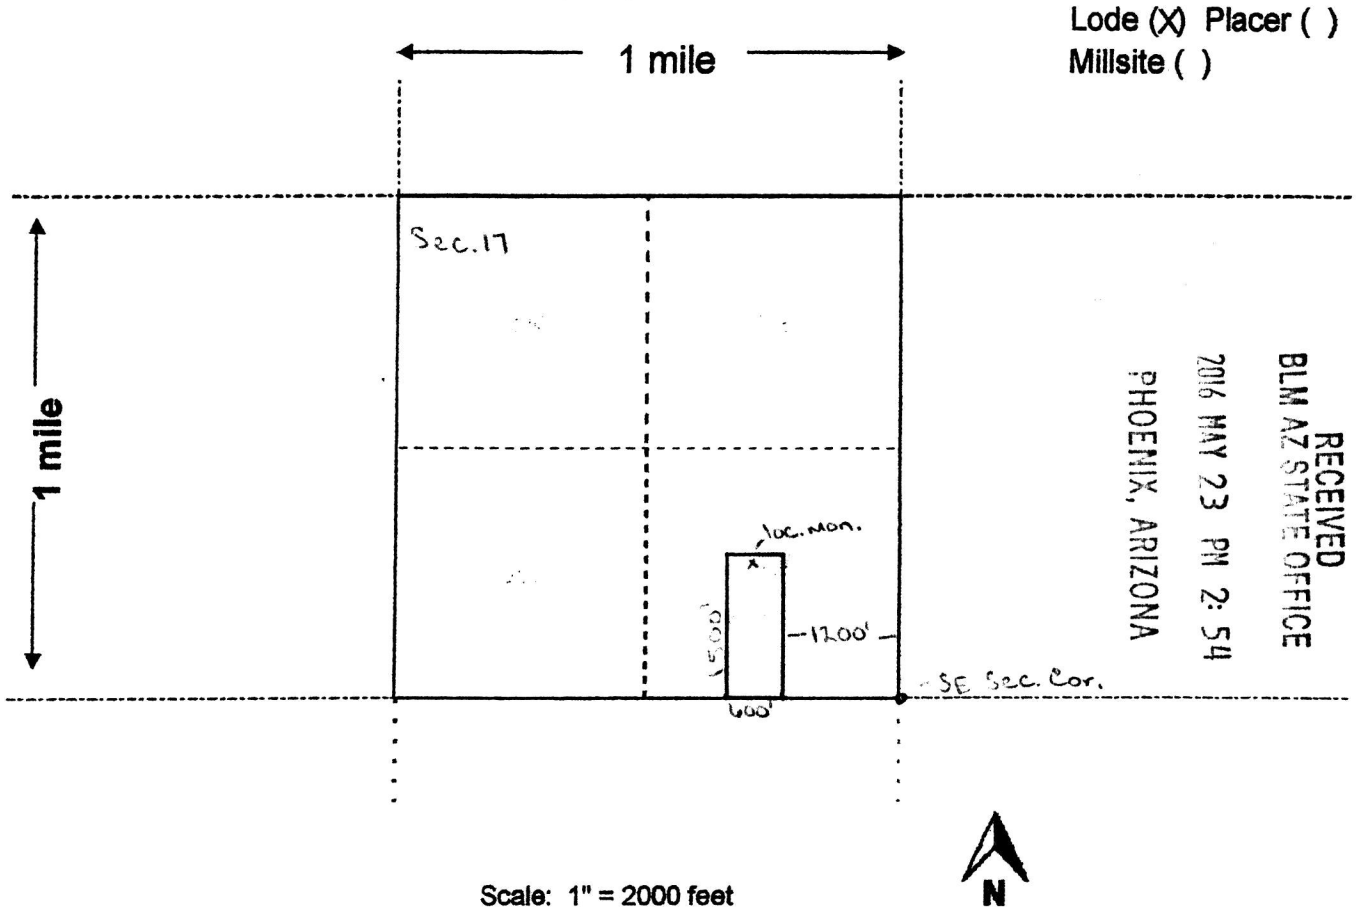 Lode (X) Placer ( )
Millsite ( )
1 mile
Sec. 17
1 mile
loc. Mon.
x
1500'
1200'
600'
SE Sec. Cor.
RECEIVED
BLM AZ STATE OFFICE
2016 MAY 23 PM 2:54
PHOENIX, ARIZONA
N
Scale: 1" = 2000 feet